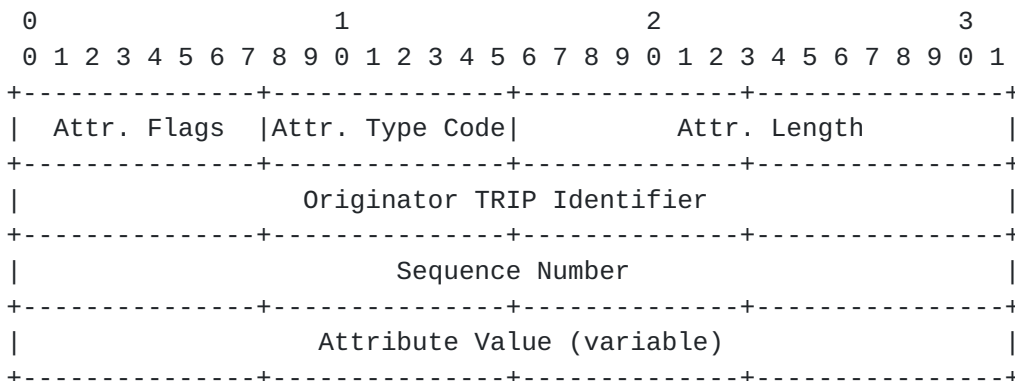 0                   1                   2                   3
 0 1 2 3 4 5 6 7 8 9 0 1 2 3 4 5 6 7 8 9 0 1 2 3 4 5 6 7 8 9 0 1
+---------------+---------------+--------------+----------------+
|  Attr. Flags  |Attr. Type Code|          Attr. Length         |
+---------------+---------------+--------------+----------------+
|                  Originator TRIP Identifier                   |
+---------------+---------------+--------------+----------------+
|                        Sequence Number                        |
+---------------+---------------+--------------+----------------+
|                   Attribute Value (variable)                  |
+---------------+---------------+--------------+----------------+